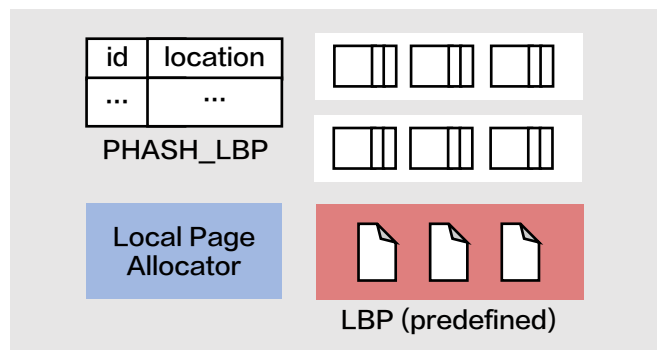 id location
... ...
PHASH_LBP
Local Page
Allocator
LBP (predefined)